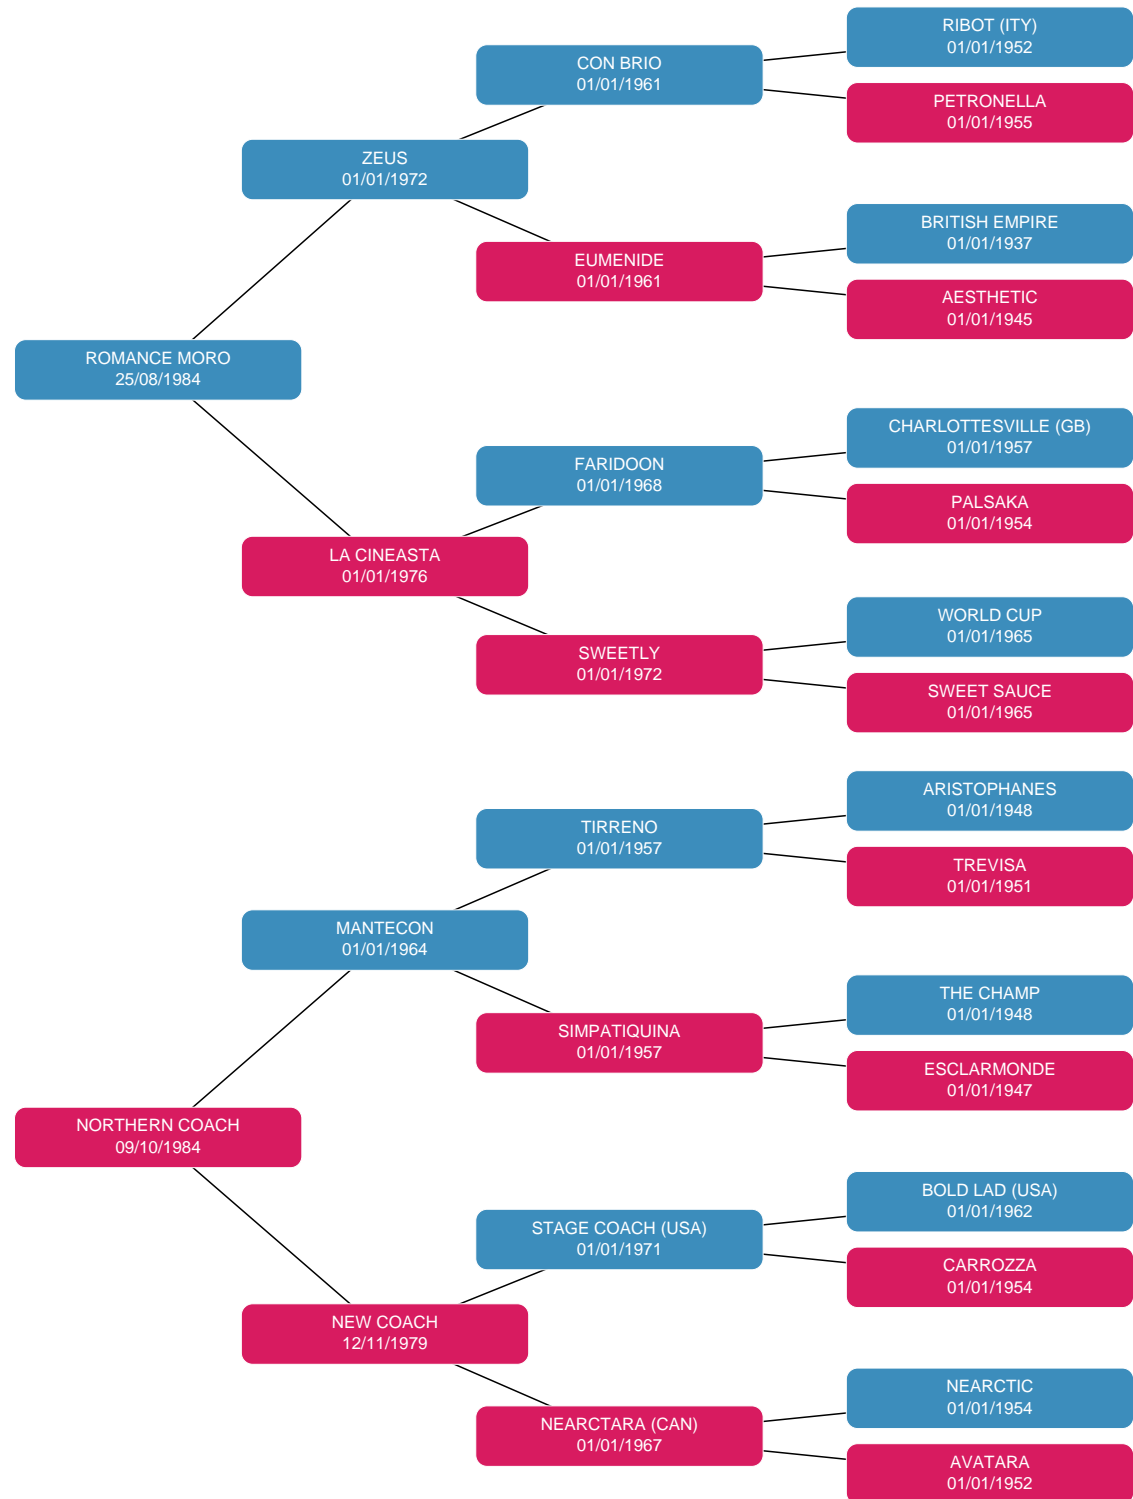 RIBOT (ITY)
01/01/1952
CON BRIO
01/01/1961
PETRONELLA
01/01/1955
ZEUS
01/01/1972
BRITISH EMPIRE
01/01/1937
EUMENIDE
01/01/1961
AESTHETIC
01/01/1945
ROMANCE MORO
25/08/1984
CHARLOTTESVILLE (GB)
01/01/1957
FARIDOON
01/01/1968
PALSAKA
01/01/1954
LA CINEASTA
01/01/1976
WORLD CUP
01/01/1965
SWEETLY
01/01/1972
SWEET SAUCE
01/01/1965
ARISTOPHANES
01/01/1948
TIRRENO
01/01/1957
TREVISA
01/01/1951
MANTECON
01/01/1964
THE CHAMP
01/01/1948
SIMPATIQUINA
01/01/1957
ESCLARMONDE
01/01/1947
NORTHERN COACH
09/10/1984
BOLD LAD (USA)
01/01/1962
STAGE COACH (USA)
01/01/1971
CARROZZA
01/01/1954
NEW COACH
12/11/1979
NEARCTIC
01/01/1954
NEARCTARA (CAN)
01/01/1967
AVATARA
01/01/1952